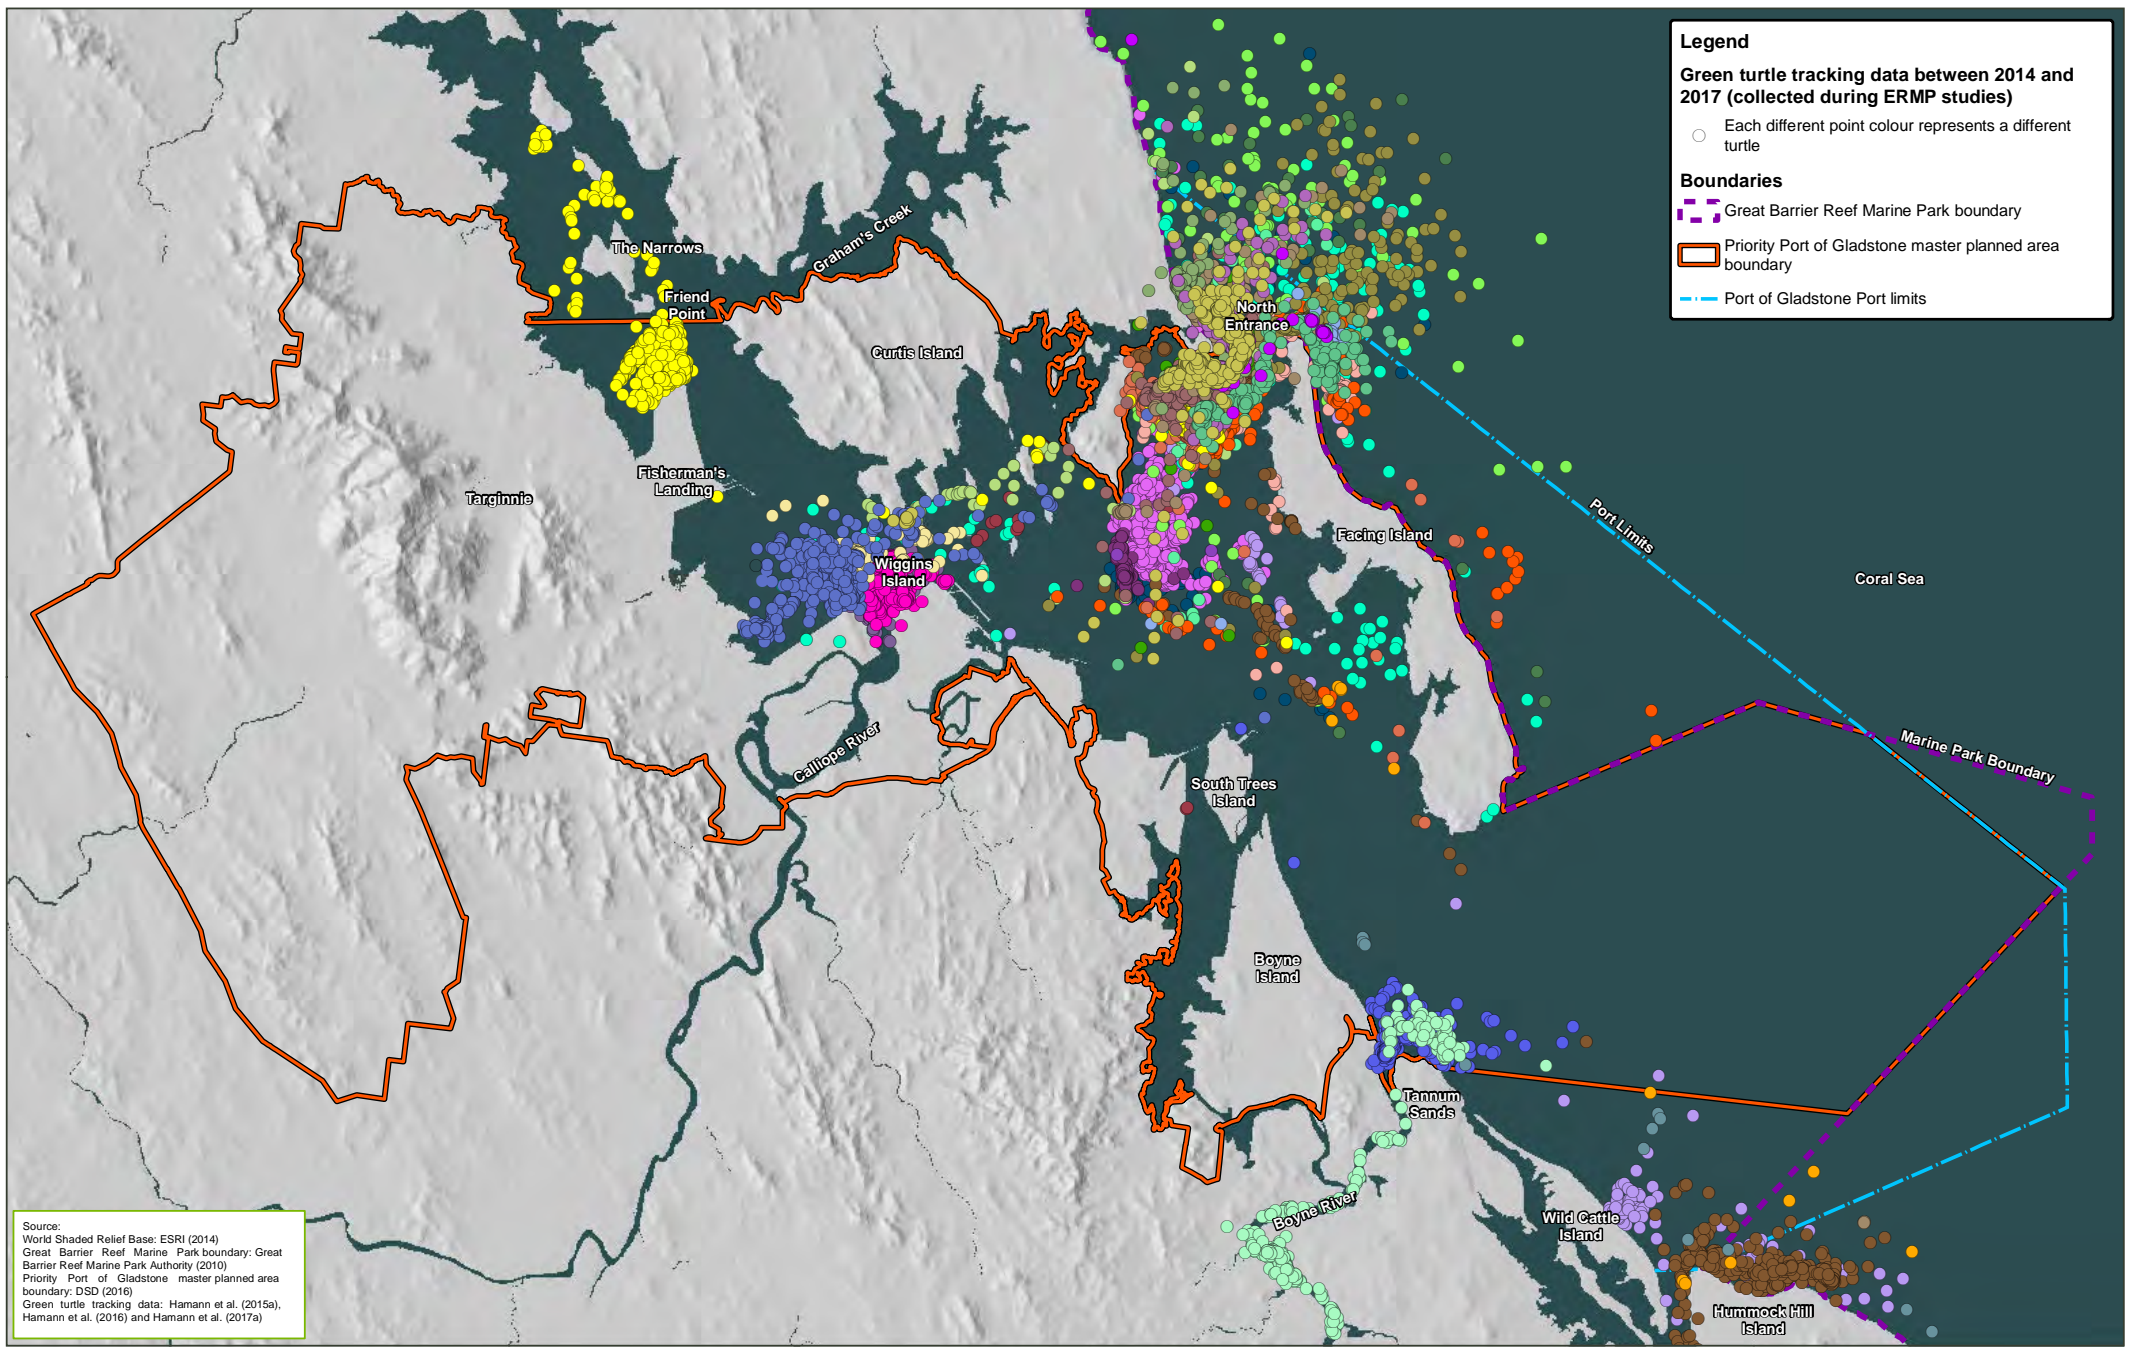 Legend
Green turtle tracking data between 2014 and
2017 (collected during ERMP studies)
Each different point colour represents a different
turtle
Boundaries
Great Barrier Reef Marine Park boundary
Priority Port of Gladstone master planned area
boundary
Port of Gladstone Port limits
The Narrows
Graham's Creek
Friend
Point
North
Entrance
Curtis Island
Fisherman's
Landing
Targinnie
Port Limits
Facing Island
Wiggins
Island
Coral Sea
Calliope River
Marine Park Boundary
South Trees
Island
Boyne
Island
Tannum
Sands
Boyne River
Wild Cattle
Island
Hummock Hill
Island
Source:
World Shaded Relief Base: ESRI (2014)
Great Barrier Reef Marine Park boundary: Great
Barrier Reef Marine Park Authority (2010)
Priority Port of Gladstone master planned area
boundary: DSD (2016)
Green turtle tracking data: Hamann et al. (2015a),
Hamann et al. (2016) and Hamann et al. (2017a)